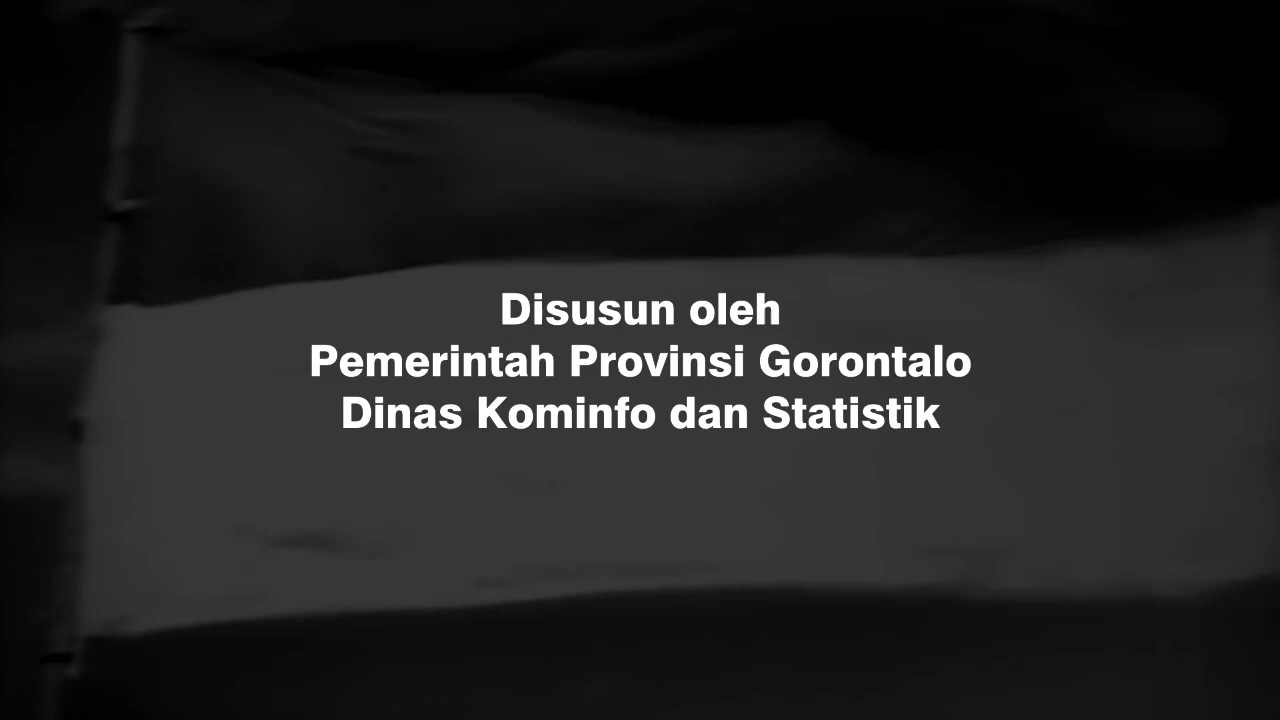 Disusun oleh
Pemerintah Provinsi Gorontalo
Dinas Kominfo dan Statistik